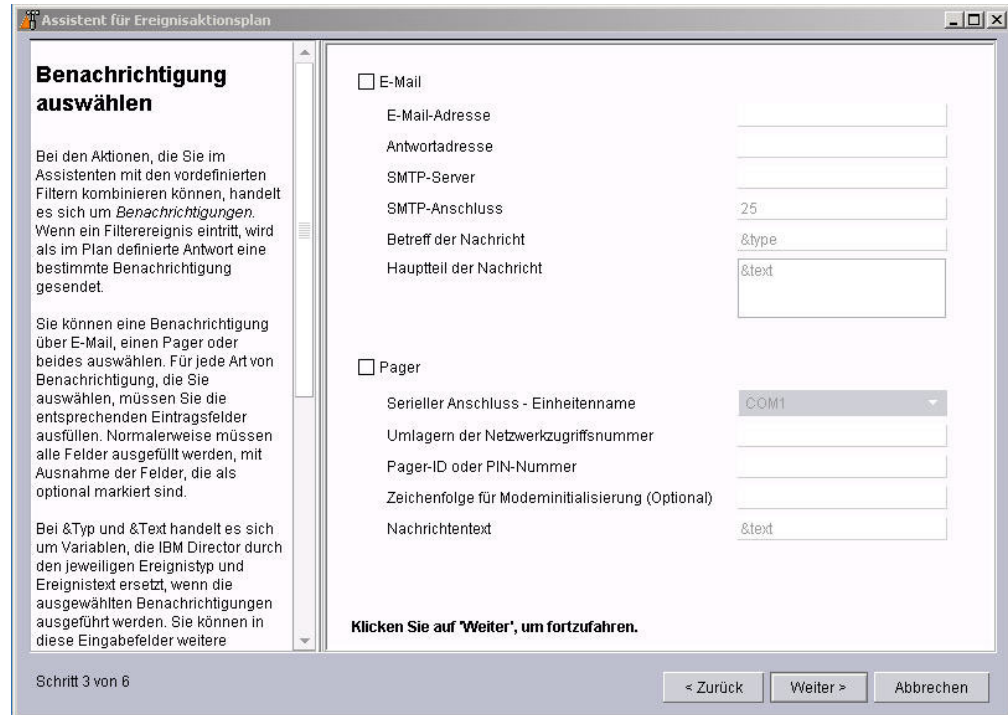 Assistent für Ereignisaktionsplan
Benachrichtigung
auswählen
Bei den Aktionen, die Sie im
Assistenten mit den vordefinierten
Filtern kombinieren können, handelt
es sich um Benachrichtigungen.
Wenn ein Filterereignis eintritt, wird
als im Plan definierte Antwort eine
bestimmte Benachrichtigung
gesendet.
Sie können eine Benachrichtigung
über E-Mail, einen Pager oder
beides auswählen. Für jede Art von
Benachrichtigung, die Sie
auswählen, müssen Sie die
entsprechenden Eintragsfelder
ausfüllen. Normalerweise müssen
alle Felder ausgefüllt werden, mit
Ausnahme der Felder, die als
optional markiert sind.
Bei &Typ und &Text handelt es sich
um Variablen, die IBM Director durch
den jeweiligen Ereignistyp und
Ereignistext ersetzt, wenn die
ausgewählten Benachrichtigungen
ausgeführt werden. Sie können in
diese Eingabefelder weitere
E-Mail
E-Mail-Adresse
Antwortadresse
SMTP-Server
SMTP-Anschluss 25
Betreff der Nachricht &type
Hauptteil der Nachricht &text
Pager
Serieller Anschluss - Einheitenname COM1
Umlagern der Netzwerkzugriffsnummer
Pager-ID oder PIN-Nummer
Zeichenfolge für Modeminitialisierung (Optional)
Nachrichtentext &text
Klicken Sie auf 'Weiter', um fortzufahren.
Schritt 3 von 6
< Zurück Weiter > Abbrechen